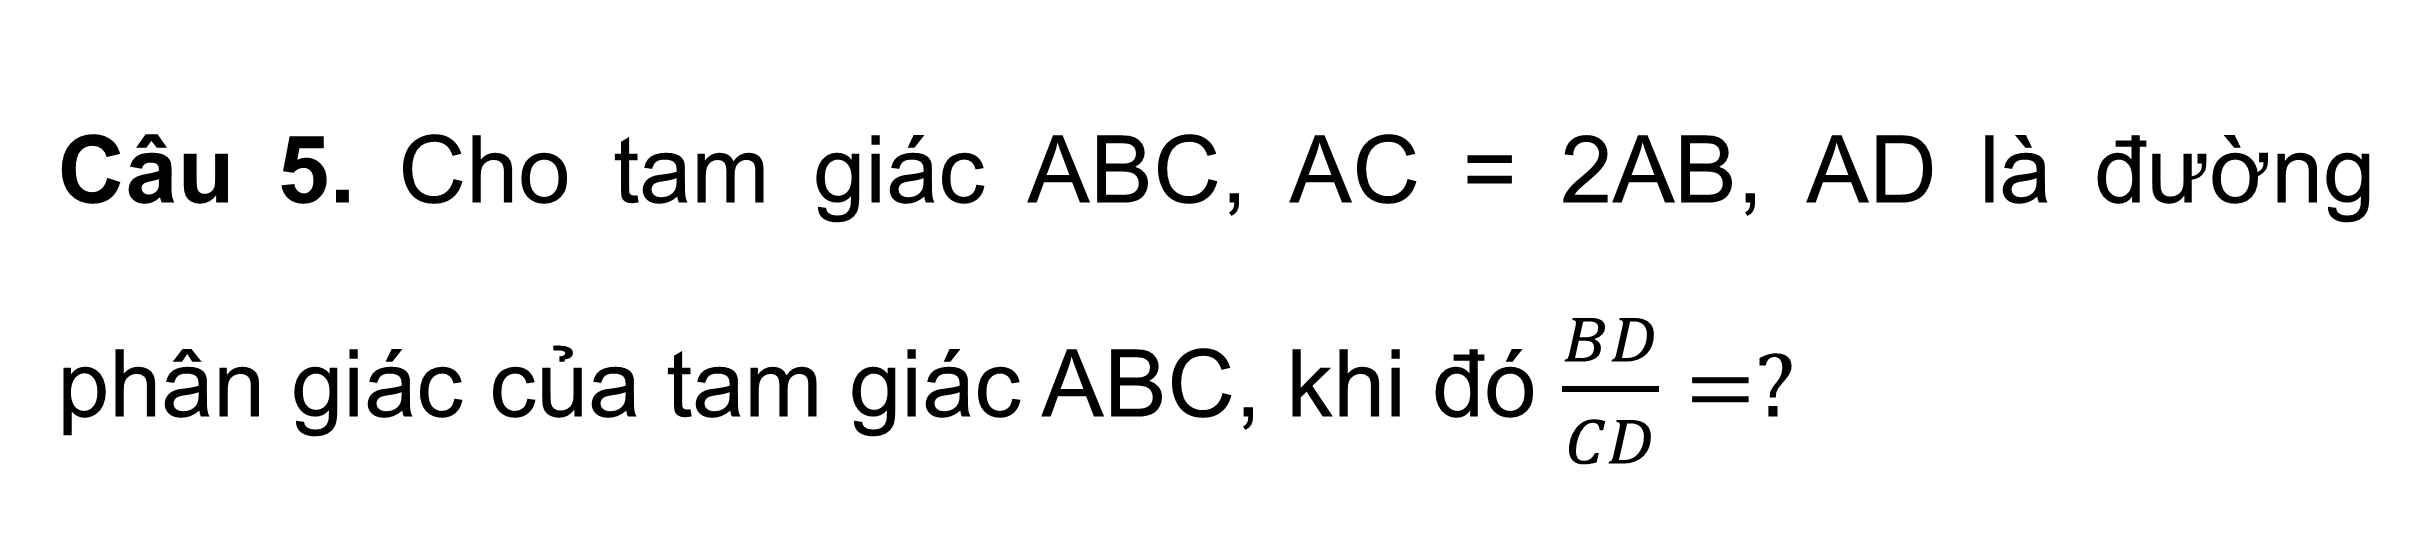 Câu 5. Cho tam giác ABC, AC = 2AB, AD là đường
phân giác của tam giác ABC, khi đó \frac{BD}{CD} =?